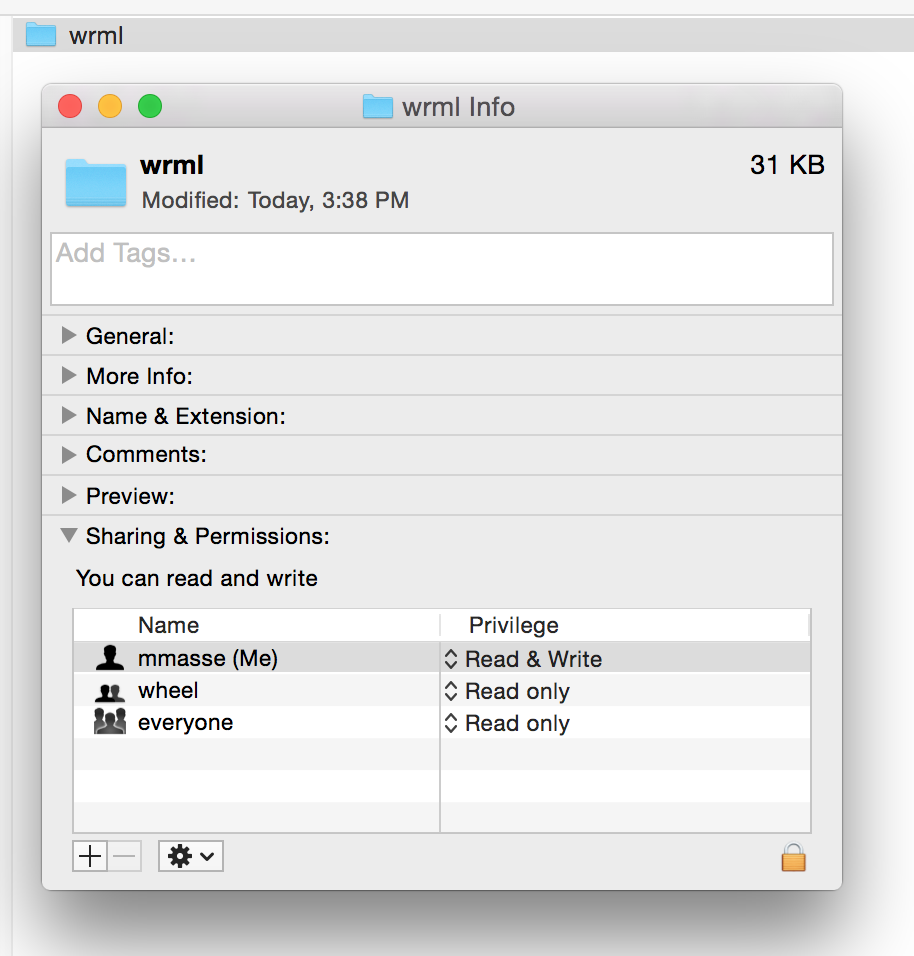 wrml
wrml Info
wrml 31 KB
Modified: Today, 3:38 PM
Add Tags…
General:
More Info:
Name & Extension:
Comments:
Preview:
Sharing & Permissions:
You can read and write
Name Privilege
mmasse (Me) Read & Write
wheel Read only
everyone Read only